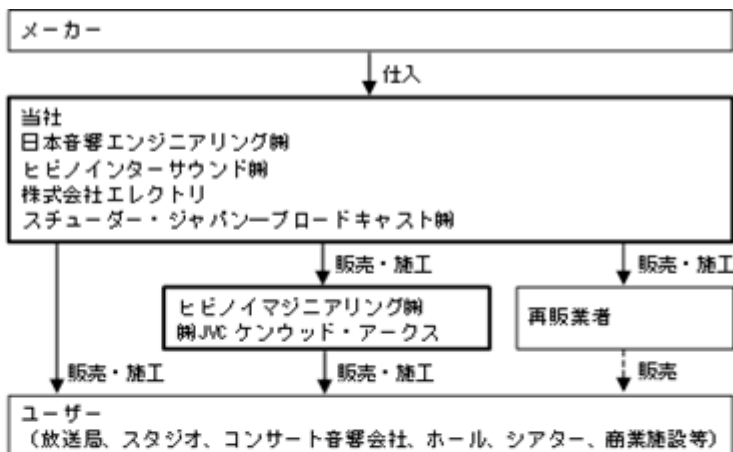 メーカー
仕入
当社
日本音響エンジニアリング㈱
ヒビノインターサウンド㈱
株式会社エレクトリ
スチューダー・ジャパン―ブロードキャスト㈱
販売・施工 販売・施工
ヒビノイマジニアリング㈱
㈱JVCケンウッド・アークス
再販業者
販売・施工 販売・施工 販売
ユーザー
（放送局、スタジオ、コンサート音響会社、ホール、シアター、商業施設等）